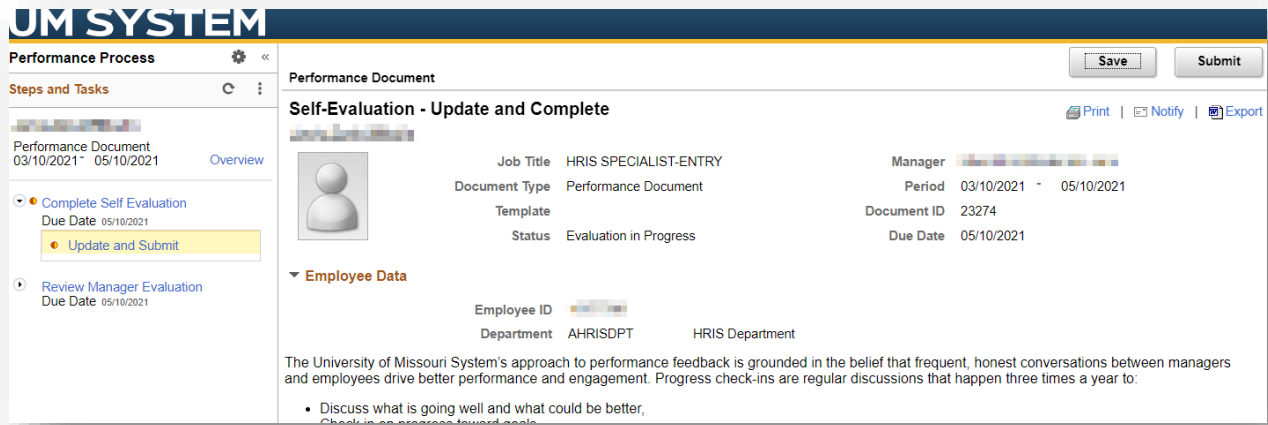 UM SYSTEM
Performance Process
«
Steps and Tasks
Performance Document
03/10/2021 - 05/10/2021 Overview
Complete Self Evaluation
Due Date 05/10/2021
Update and Submit
Review Manager Evaluation
Due Date 05/10/2021
Save Submit
Performance Document
Self-Evaluation - Update and Complete
Print | Notify | Export
Job Title HRIS SPECIALIST-ENTRY Manager
Document Type Performance Document Period 03/10/2021 - 05/10/2021
Template Document ID 23274
Status Evaluation in Progress Due Date 05/10/2021
Employee Data
Employee ID
Department AHRISDPT HRIS Department
The University of Missouri System's approach to performance feedback is grounded in the belief that frequent, honest conversations between managers
and employees drive better performance and engagement. Progress check-ins are regular discussions that happen three times a year to:
• Discuss what is going well and what could be better,
• Check in on progress toward goals